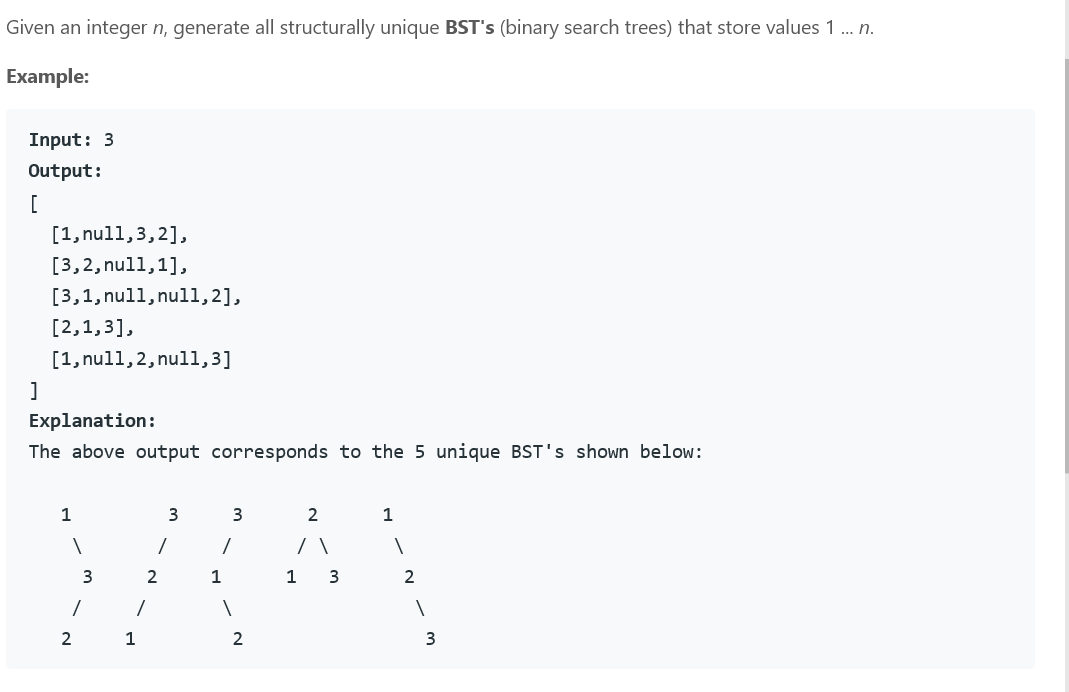 Given an integer n, generate all structurally unique BST's (binary search trees) that store values 1 ... n.
Example:
Input: 3
Output:
[
  [1,null,3,2],
  [3,2,null,1],
  [3,1,null,null,2],
  [2,1,3],
  [1,null,2,null,3]
]
Explanation:
The above output corresponds to the 5 unique BST's shown below:
   1         3     3      2      1
    \       /     /      / \      \
     3     2     1      1   3      2
    /     /       \                 \
   2     1         2                 3